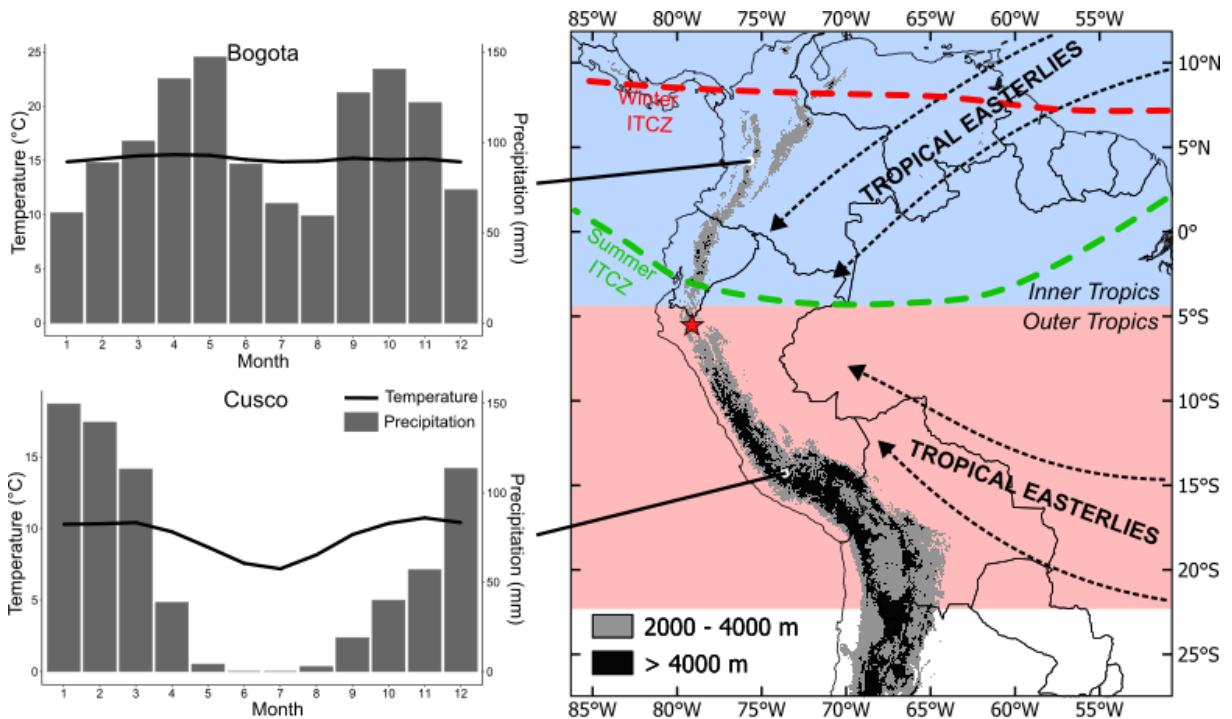 Bogota
25
20
15
10
5
0
Temperature (°C)
150
100
50
0
Precipitation (mm)
1 2 3 4 5 6 7 8 9 10 11 12
Month
Cusco
Temperature
Precipitation
15
10
5
0
Temperature (°C)
150
100
50
0
Precipitation (mm)
1 2 3 4 5 6 7 8 9 10 11 12
Month
85°W 80°W 75°W 70°W 65°W 60°W 55°W
Winter
ITCZ
TROPICAL EASTERLIES
Summer
ITCZ
Inner Tropics
Outer Tropics
TROPICAL EASTERLIES
10°N
5°N
0°
5°S
10°S
15°S
20°S
25°S
2000 - 4000 m
> 4000 m
85°W 80°W 75°W 70°W 65°W 60°W 55°W